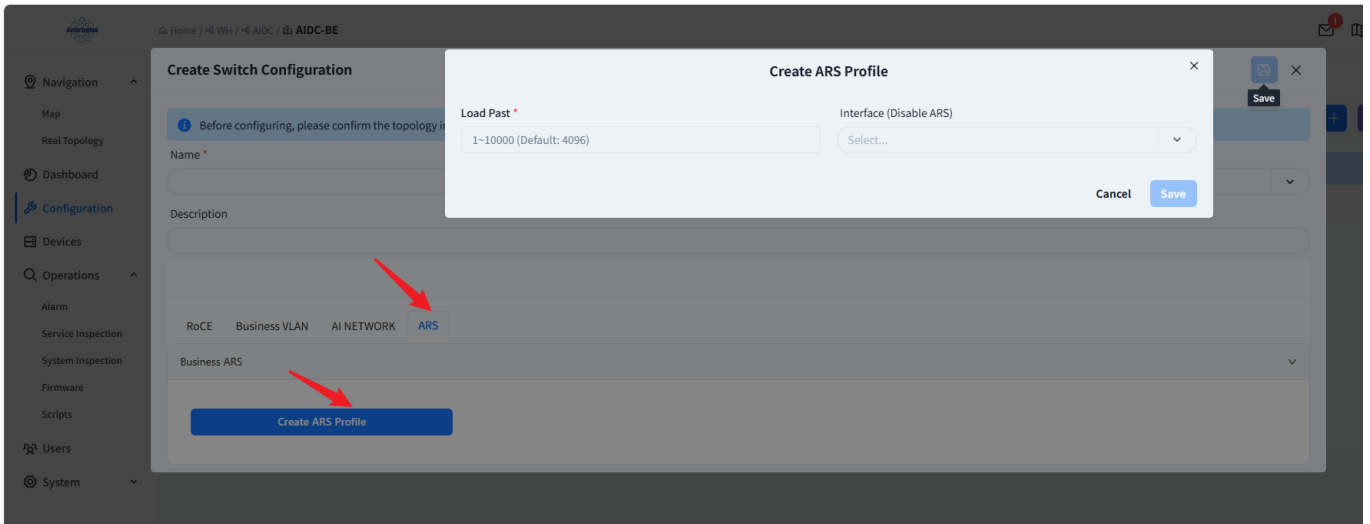 Asterfusion
Home / WH / AIDC / AIDC-BE
1
Navigation
Map
Real Topology
Dashboard
Configuration
Devices
Operations
Alarm
Service Inspection
System Inspection
Firmware
Scripts
Users
System
Create Switch Configuration
Save
Before configuring, please confirm the topology i
Name *
Description
RoCE Business VLAN AI NETWORK ARS
Business ARS
Create ARS Profile
Create ARS Profile
Load Past * Interface (Disable ARS)
1~10000 (Default: 4096) Select...
Cancel Save